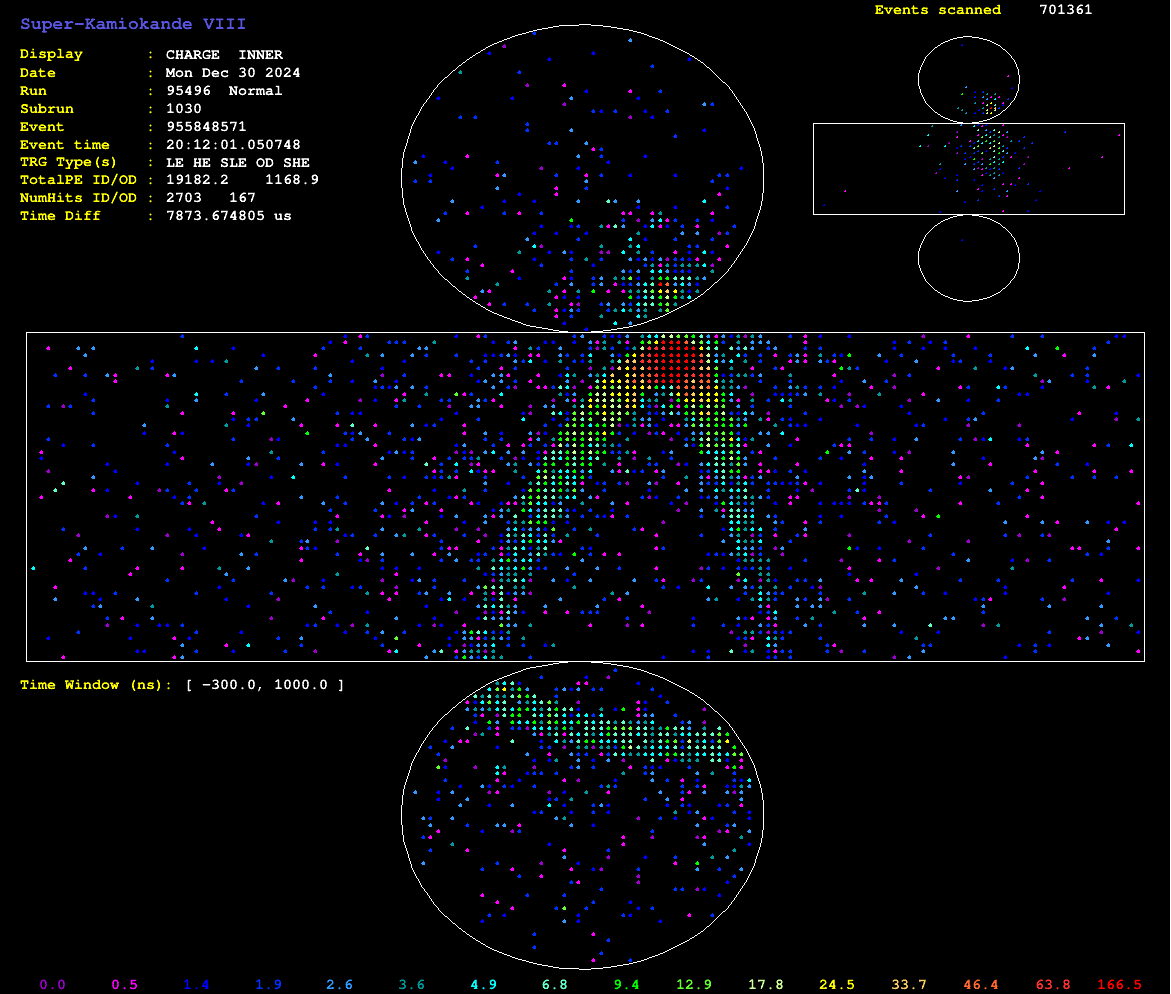 Super-Kamiokande VIII
Events scanned 701361
Display : CHARGE INNER
Date : Mon Dec 30 2024
Run : 95496 Normal
Subrun : 1030
Event : 955848571
Event time : 20:12:01.050748
TRG Type(s) : LE HE SLE OD SHE
TotalPE ID/OD : 19182.2 1168.9
NumHits ID/OD : 2703 167
Time Diff : 7873.674805 us
Time Window (ns): [ −300.0, 1000.0 ]
0.0 0.5 1.4 1.9 2.6 3.6 4.9 6.8 9.4 12.9 17.8 24.5 33.7 46.4 63.8 166.5